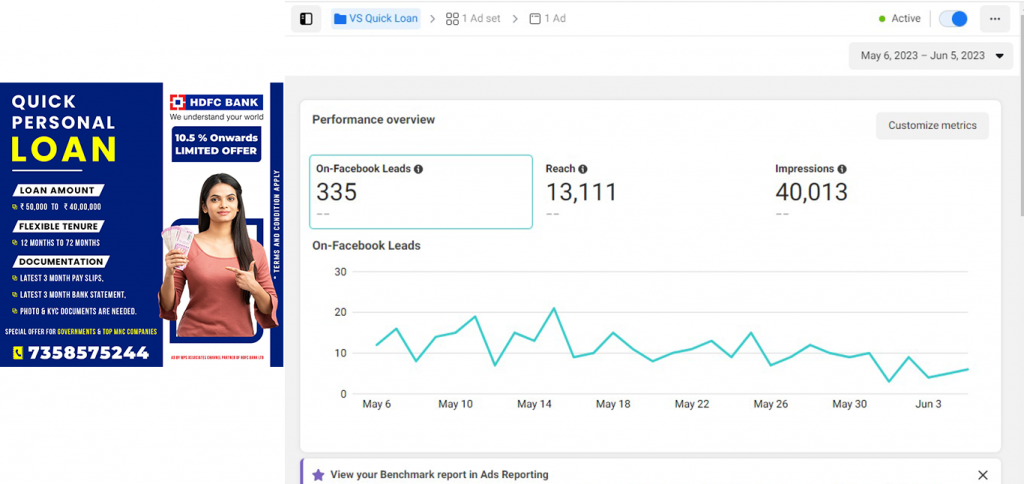 QUICK
PERSONAL
LOAN
LOAN AMOUNT
₹ 50,000 TO ₹ 40,00,000
FLEXIBLE TENURE
12 MONTHS TO 72 MONTHS
DOCUMENTATION
LATEST 3 MONTH PAY SLIPS,
LATEST 3 MONTH BANK STATEMENT,
PHOTO & KYC DOCUMENTS ARE NEEDED.
SPECIAL OFFER FOR GOVERNMENTS & TOP MNC COMPANIES
7358575244
HDFC BANK
We understand your world
10.5 % Onwards
LIMITED OFFER
* TERMS AND CONDITION APPLY
VS Quick Loan
1 Ad set
1 Ad
Active
May 6, 2023 – Jun 5, 2023
Performance overview
Customize metrics
On-Facebook Leads
335
--
Reach
13,111
--
Impressions
40,013
--
On-Facebook Leads
30
20
10
0
May 6
May 10
May 14
May 18
May 22
May 26
May 30
Jun 3
View your Benchmark report in Ads Reporting